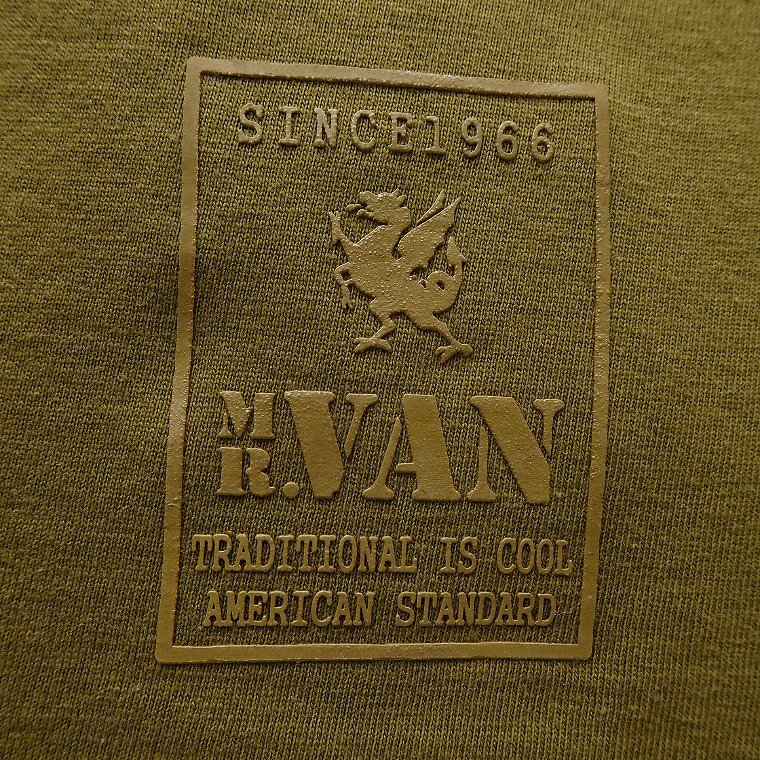 SINCE1966
MR.VAN
TRADITIONAL IS COOL
AMERICAN STANDARD